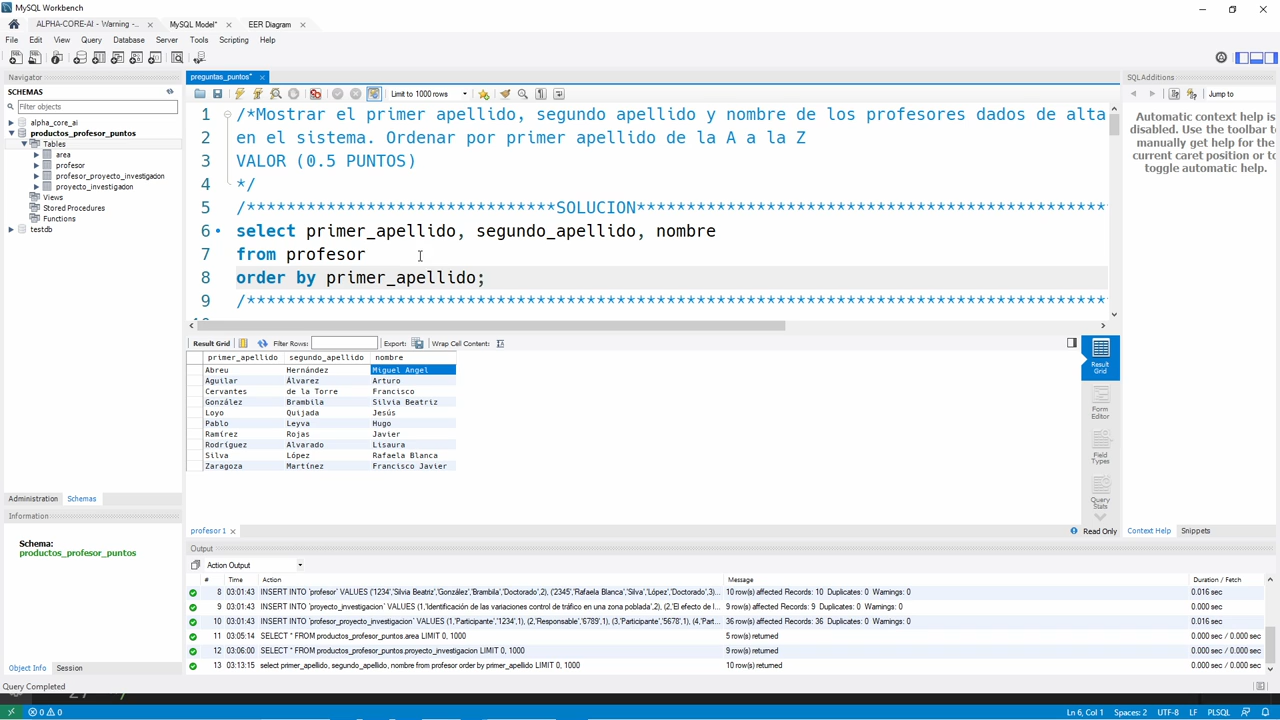 MySQL Workbench
ALPHA-CORE-AI - Warning -...
MySQL Model*
EER Diagram
File Edit View Query Database Server Tools Scripting Help
Navigator
SCHEMAS
Filter objects
alpha_core_ai
productos_profesor_puntos
Tables
area
profesor
profesor_proyecto_investigadon
proyecto_investigadon
Views
Stored Procedures
Functions
testdb
Administration Schemas
Information
Schema:
productos_profesor_puntos
Object Info Session
Query Completed
preguntas_puntos*
Limit to 1000 rows
1 /*Mostrar el primer apellido, segundo apellido y nombre de los profesores dados de alta
2 en el sistema. Ordenar por primer apellido de la A a la Z
3 VALOR (0.5 PUNTOS)
4 */
5 /*******************************SOLUCION***********************************************
6 select primer_apellido, segundo_apellido, nombre
7 from profesor
8 order by primer_apellido;
9 /**************************************************************************************
Result Grid Filter Rows: Export: Wrap Cell Content:
primer_apellido segundo_apellido nombre
Abreu Hernández Miguel Angel
Aguilar Álvarez Arturo
Cervantes de la Torre Francisco
González Brambila Silvia Beatriz
Loyo Quijada Jesús
Pablo Leyva Hugo
Ramírez Rojas Javier
Rodríguez Alvarado Lisaura
Silva López Rafaela Blanca
Zaragoza Martínez Francisco Javier
Result Grid
Form Editor
Field Types
Query Stats
profesor 1
Read Only
SQLAdditions
Jump to
Automatic context help is
disabled. Use the toolbar to
manually get help for the
current caret position or to
toggle automatic help.
Context Help Snippets
Output
Action Output
# Time Action Message Duration / Fetch
8 03:01:43 INSERT INTO `profesor` VALUES ('1234','Silvia Beatriz','González','Brambila','Doctorado',2), ('2345','Rafaela Blanca','Silva','López','Doctorado',3)... 10 row(s) affected Records: 10 Duplicates: 0 Warnings: 0 0.016 sec
9 03:01:43 INSERT INTO `proyecto_investigacion` VALUES (1,'Identificación de las variaciones control de tráfico en una zona poblada',2), (2,'El efecto de l... 9 row(s) affected Records: 9 Duplicates: 0 Warnings: 0 0.000 sec
10 03:01:43 INSERT INTO `profesor_proyecto_investigacion` VALUES (1,'Participante','1234',1), (2,'Responsable','6789',1), (3,'Participante','5678',1), (4,'Part... 36 row(s) affected Records: 36 Duplicates: 0 Warnings: 0 0.016 sec
11 03:05:14 SELECT * FROM productos_profesor_puntos.area LIMIT 0, 1000 5 row(s) returned 0.000 sec / 0.000 sec
12 03:06:00 SELECT * FROM productos_profesor_puntos.proyecto_investigacion LIMIT 0, 1000 9 row(s) returned 0.000 sec / 0.000 sec
13 03:13:15 select primer_apellido, segundo_apellido, nombre from profesor order by primer_apellido LIMIT 0, 1000 10 row(s) returned 0.000 sec / 0.000 sec
0 0 Ln 6, Col 1 Spaces: 2 UTF-8 LF PLSQL